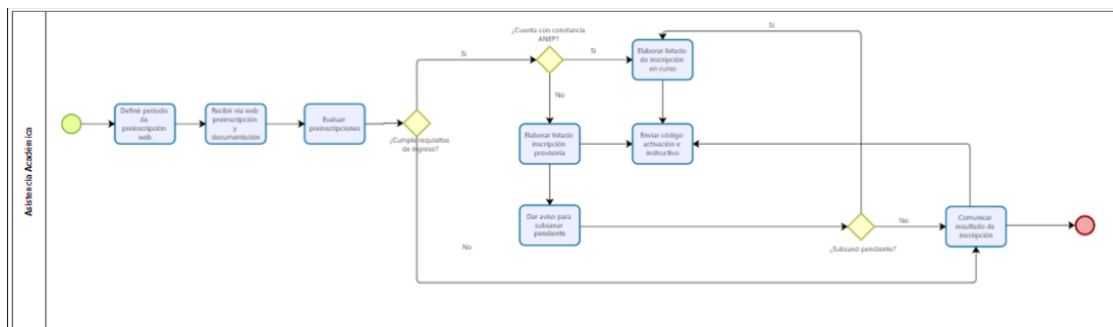 Asistencia Académica
Definir periodo de
preinscripción
web
Recibir via web
preinscripción
y
documentación
Evaluar
preinscripciones
¿Cumple requisitos
de ingreso?
Si
No
¿Cuenta con constancia
ANEP?
Si
No
Elaborar listado
de inscripción
en curso
Elaborar listado
inscripción
provisoria
Enviar código
activación e
instructivo
Dar aviso para
subsanar
pendiente
Si
¿Subsanó pendiente?
No
Comunicar
resultado de
inscripción